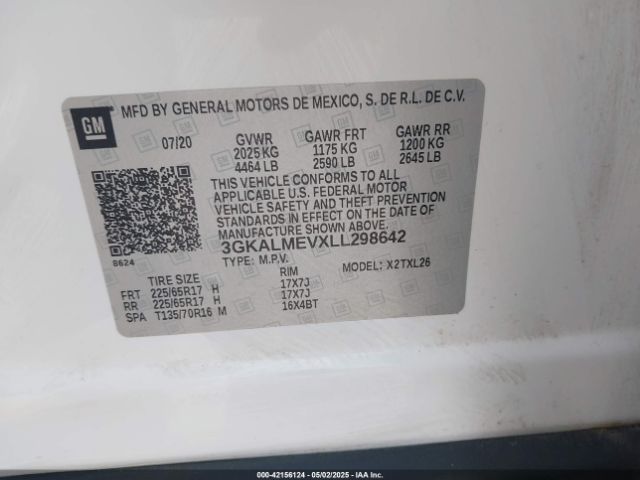 GM
MFD BY GENERAL MOTORS DE MEXICO, S. DE R.L. DE C.V.
07/20 GVWR GAWR FRT GAWR RR
2025 KG 1175 KG 1200 KG
4464 LB 2590 LB 2645 LB
THIS VEHICLE CONFORMS TO ALL
APPLICABLE U.S. FEDERAL MOTOR
VEHICLE SAFETY AND THEFT PREVENTION
STANDARDS IN EFFECT ON THE DATE OF
MANUFACTURE SHOWN ABOVE.
3GKALMEVXLL298642
8624
TYPE: M.P.V. MODEL: X2TXL26
TIRE SIZE RIM
FRT 225/65R17 H 17X7J
RR 225/65R17 H 17X7J
SPA T135/70R16 M 16X4BT
000-42156124 - 05/02/2025 - Copyright © IAA Inc.